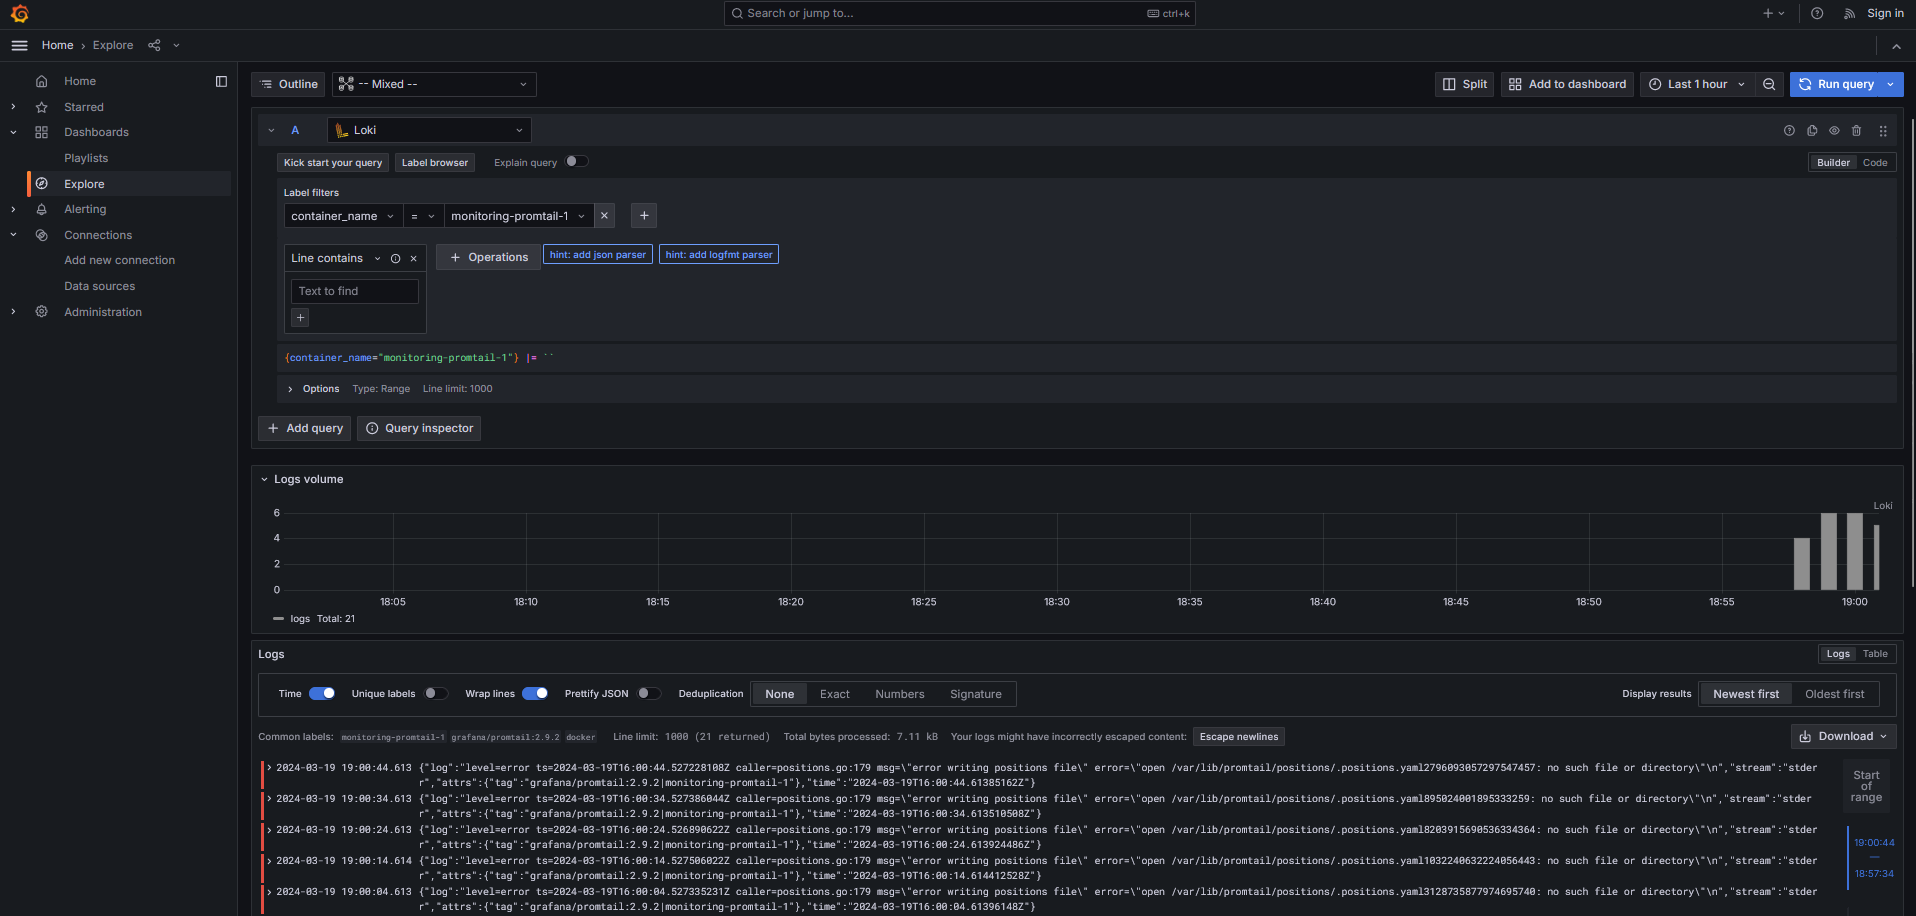 Search or jump to...
ctrl+k
Sign in
Home › Explore
Home
Starred
Dashboards
Playlists
Explore
Alerting
Connections
Add new connection
Data sources
Administration
Outline
-- Mixed --
Split
Add to dashboard
Last 1 hour
Run query
A
Loki
Kick start your query
Label browser
Explain query
Builder
Code
Label filters
container_name
=
monitoring-promtail-1
Line contains
Operations
hint: add json parser
hint: add logfmt parser
Text to find
{container_name="monitoring-promtail-1"} |= ``
Options Type: Range Line limit: 1000
Add query
Query inspector
Logs volume
Loki
6
4
2
0
18:05 18:10 18:15 18:20 18:25 18:30 18:35 18:40 18:45 18:50 18:55 19:00
logs Total: 21
Logs
Logs
Table
Time
Unique labels
Wrap lines
Prettify JSON
Deduplication
None
Exact
Numbers
Signature
Display results
Newest first
Oldest first
Common labels: monitoring-promtail-1 grafana/promtail:2.9.2 docker Line limit: 1000 (21 returned) Total bytes processed: 7.11 kB Your logs might have incorrectly escaped content: Escape newlines
Download
2024-03-19 19:00:44.613 {"log":"level=error ts=2024-03-19T16:00:44.527228108Z caller=positions.go:179 msg=\"error writing positions file\" error=\"open /var/lib/promtail/positions/.positions.yaml2796093057297547457: no such file or directory\"\n","stream":"stder
r","attrs":{"tag":"grafana/promtail:2.9.2|monitoring-promtail-1"},"time":"2024-03-19T16:00:44.61385162Z"}
2024-03-19 19:00:34.613 {"log":"level=error ts=2024-03-19T16:00:34.527386044Z caller=positions.go:179 msg=\"error writing positions file\" error=\"open /var/lib/promtail/positions/.positions.yaml895024001895333259: no such file or directory\"\n","stream":"stder
r","attrs":{"tag":"grafana/promtail:2.9.2|monitoring-promtail-1"},"time":"2024-03-19T16:00:34.613510508Z"}
2024-03-19 19:00:24.613 {"log":"level=error ts=2024-03-19T16:00:24.526890622Z caller=positions.go:179 msg=\"error writing positions file\" error=\"open /var/lib/promtail/positions/.positions.yaml8203915690536334364: no such file or directory\"\n","stream":"stder
r","attrs":{"tag":"grafana/promtail:2.9.2|monitoring-promtail-1"},"time":"2024-03-19T16:00:24.613924486Z"}
2024-03-19 19:00:14.614 {"log":"level=error ts=2024-03-19T16:00:14.527506022Z caller=positions.go:179 msg=\"error writing positions file\" error=\"open /var/lib/promtail/positions/.positions.yaml1032240632224056443: no such file or directory\"\n","stream":"stder
r","attrs":{"tag":"grafana/promtail:2.9.2|monitoring-promtail-1"},"time":"2024-03-19T16:00:14.614412528Z"}
2024-03-19 19:00:04.613 {"log":"level=error ts=2024-03-19T16:00:04.527335231Z caller=positions.go:179 msg=\"error writing positions file\" error=\"open /var/lib/promtail/positions/.positions.yaml3128735877974695740: no such file or directory\"\n","stream":"stder
r","attrs":{"tag":"grafana/promtail:2.9.2|monitoring-promtail-1"},"time":"2024-03-19T16:00:04.61396148Z"}
Start
of
range
19:00:44
—
18:57:34